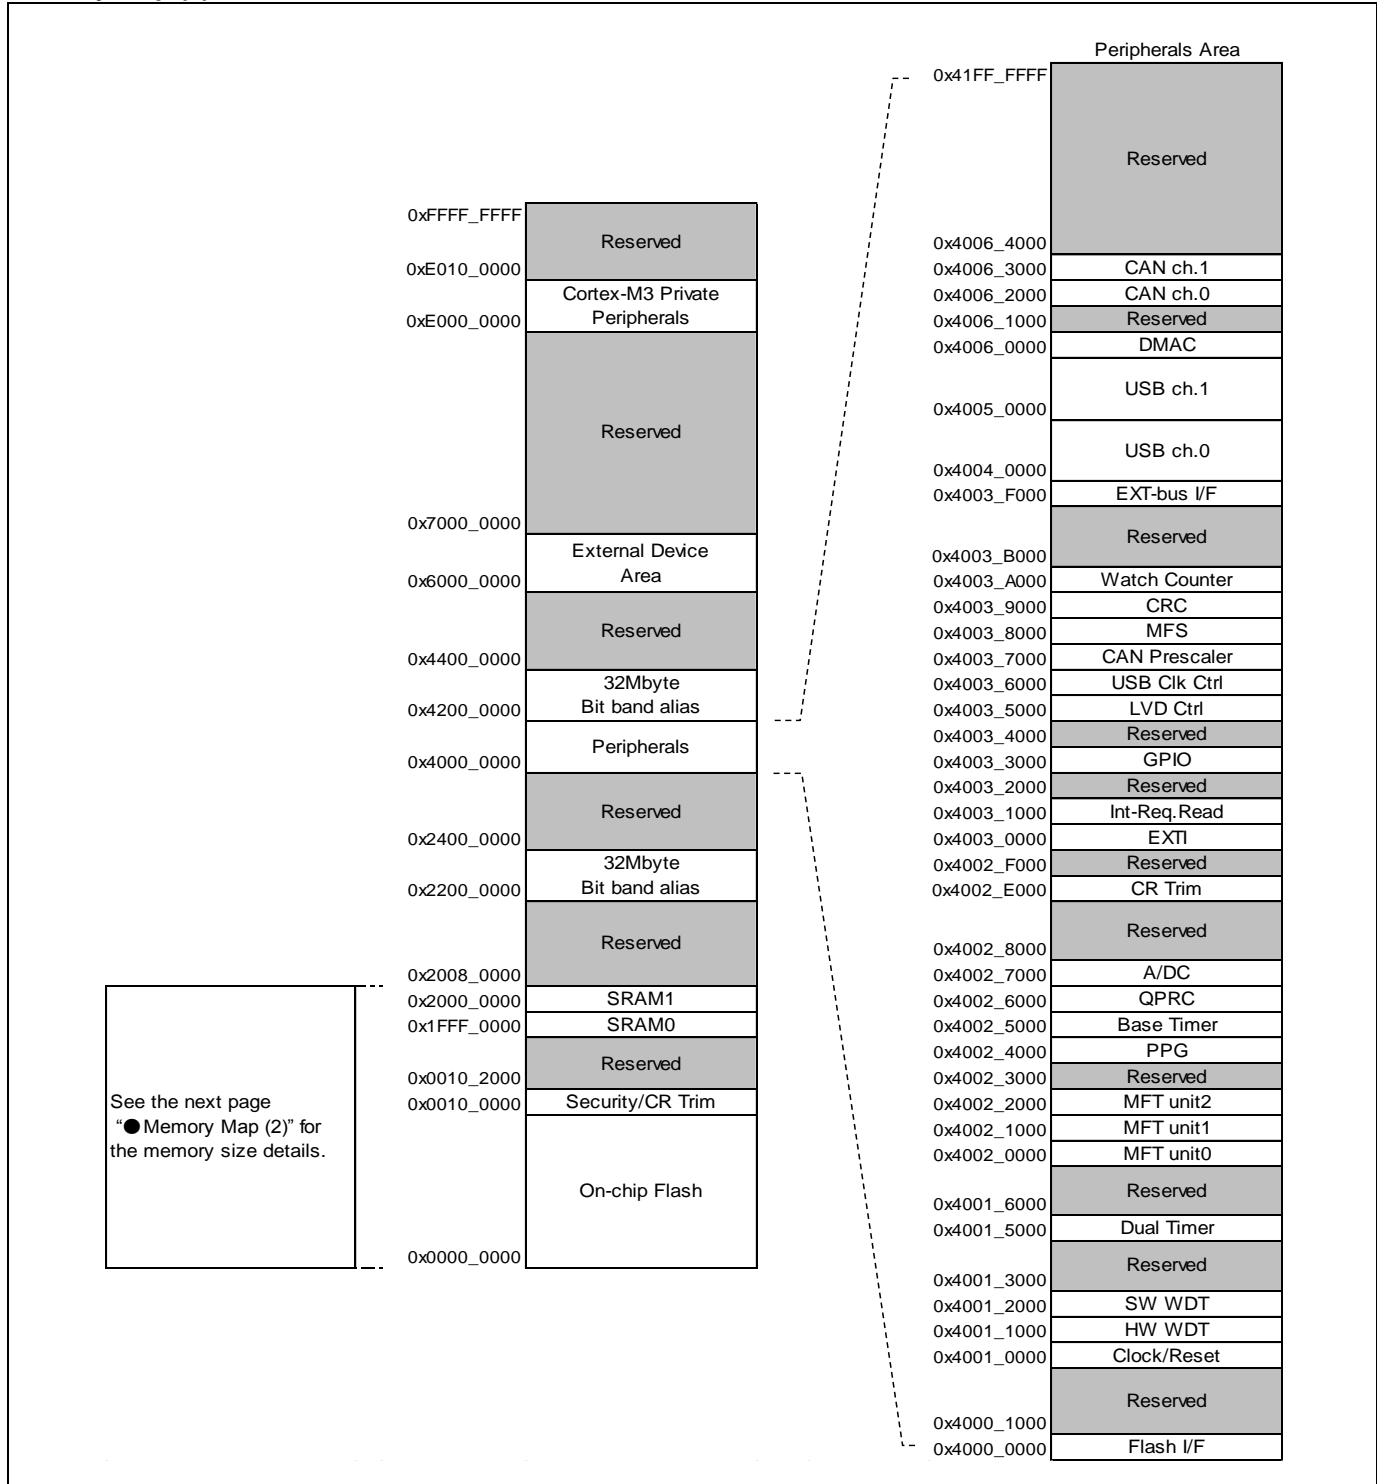 Peripherals Area
0x41FF_FFFF
Reserved
0x4006_4000
0x4006_3000 CAN ch.1
0x4006_2000 CAN ch.0
0x4006_1000 Reserved
0x4006_0000 DMAC
USB ch.1
0x4005_0000
USB ch.0
0x4004_0000
0x4003_F000 EXT-bus I/F
Reserved
0x4003_B000
0x4003_A000 Watch Counter
0x4003_9000 CRC
0x4003_8000 MFS
0x4003_7000 CAN Prescaler
0x4003_6000 USB Clk Ctrl
0x4003_5000 LVD Ctrl
0x4003_4000 Reserved
0x4003_3000 GPIO
0x4003_2000 Reserved
0x4003_1000 Int-Req.Read
0x4003_0000 EXTI
0x4002_F000 Reserved
0x4002_E000 CR Trim
Reserved
0x4002_8000
0x4002_7000 A/DC
0x4002_6000 QPRC
0x4002_5000 Base Timer
0x4002_4000 PPG
0x4002_3000 Reserved
0x4002_2000 MFT unit2
0x4002_1000 MFT unit1
0x4002_0000 MFT unit0
Reserved
0x4001_6000
0x4001_5000 Dual Timer
Reserved
0x4001_3000
0x4001_2000 SW WDT
0x4001_1000 HW WDT
0x4001_0000 Clock/Reset
Reserved
0x4000_1000
0x4000_0000 Flash I/F
0xFFFF_FFFF
Reserved
0xE010_0000
Cortex-M3 Private
0xE000_0000 Peripherals
Reserved
0x7000_0000
External Device
0x6000_0000 Area
Reserved
0x4400_0000
32Mbyte
0x4200_0000 Bit band alias
Peripherals
0x4000_0000
Reserved
0x2400_0000
32Mbyte
0x2200_0000 Bit band alias
Reserved
0x2008_0000
0x2000_0000 SRAM1
0x1FFF_0000 SRAM0
Reserved
0x0010_2000
0x0010_0000 Security/CR Trim
On-chip Flash
0x0000_0000
See the next page
“●Memory Map (2)” for
the memory size details.